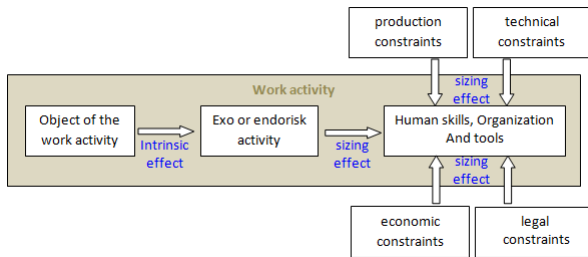 production
constraints
technical
constraints
Work activity
sizing
effect
Object of the
work activity
Intrinsic
effect
Exo or endorisk
activity
sizing
effect
Human skills, Organization
And tools
sizing
effect
economic
constraints
legal
constraints